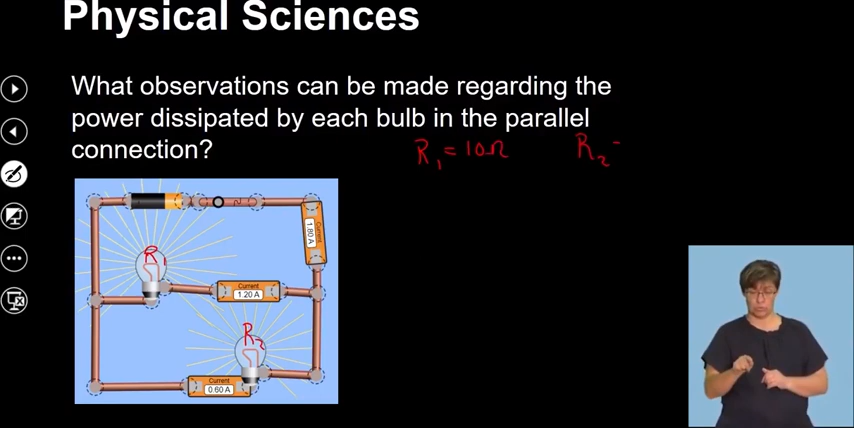 Physical Sciences
What observations can be made regarding the
power dissipated by each bulb in the parallel
connection?
R₁ = 10Ω
R₂ -
Current
1.80 A
R₁
Current
1.20 A
R₂
Current
0.60 A